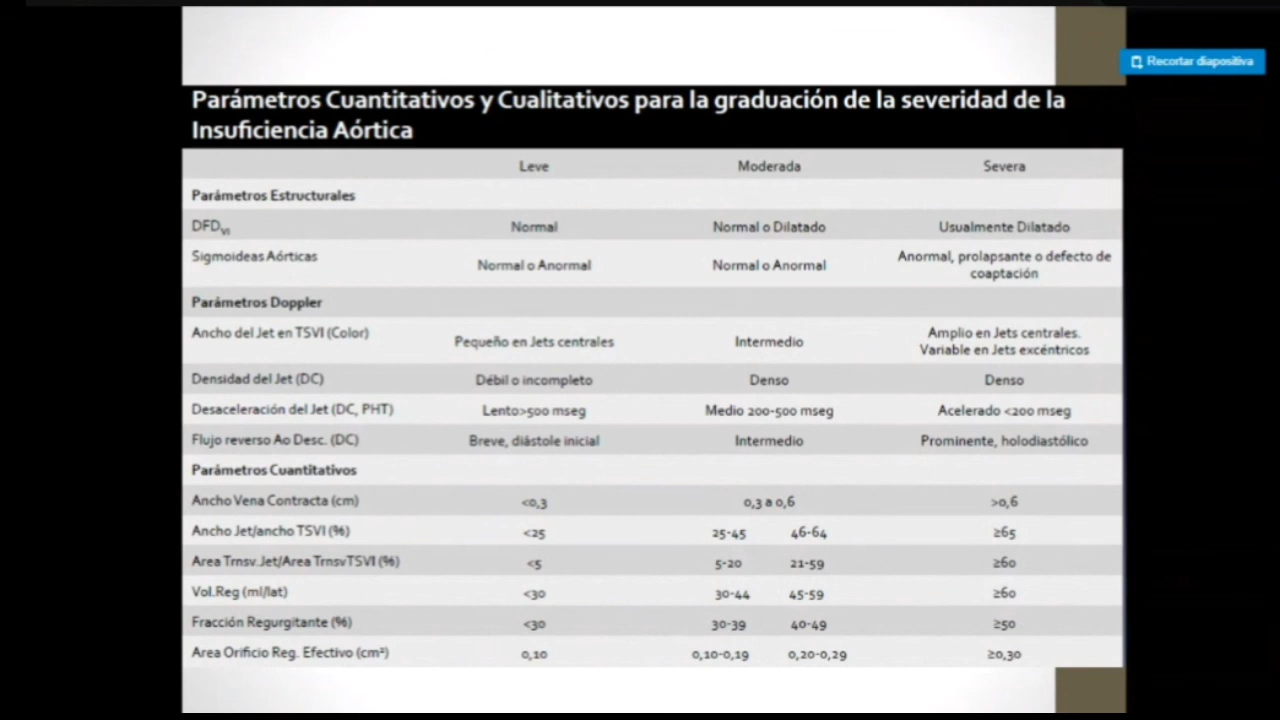 Recortar diapositiva
Parámetros Cuantitativos y Cualitativos para la graduación de la severidad de la
Insuficiencia Aórtica
Leve Moderada Severa
Parámetros Estructurales
DFDVI Normal Normal o Dilatado Usualmente Dilatado
Sigmoideas Aórticas Normal o Anormal Normal o Anormal Anormal, prolapsante o defecto de
coaptación
Parámetros Doppler
Ancho del Jet en TSVI (Color) Pequeño en Jets centrales Intermedio Amplio en Jets centrales.
Variable en Jets excéntricos
Densidad del Jet (DC) Débil o incompleto Denso Denso
Desaceleración del Jet (DC, PHT) Lento>500 mseg Medio 200-500 mseg Acelerado <200 mseg
Flujo reverso Ao Desc. (DC) Breve, diástole inicial Intermedio Prominente, holodiastólico
Parámetros Cuantitativos
Ancho Vena Contracta (cm) <0,3 0,3 a 0,6 >0,6
Ancho Jet/ancho TSVI (%) <25 25-45 46-64 ≥65
Area Trnsv.Jet/Area TrnsvTSVI (%) <5 5-20 21-59 ≥60
Vol.Reg (ml/lat) <30 30-44 45-59 ≥60
Fracción Regurgitante (%) <30 30-39 40-49 ≥50
Area Orificio Reg. Efectivo (cm²) 0,10 0,10-0,19 0,20-0,29 ≥0,30